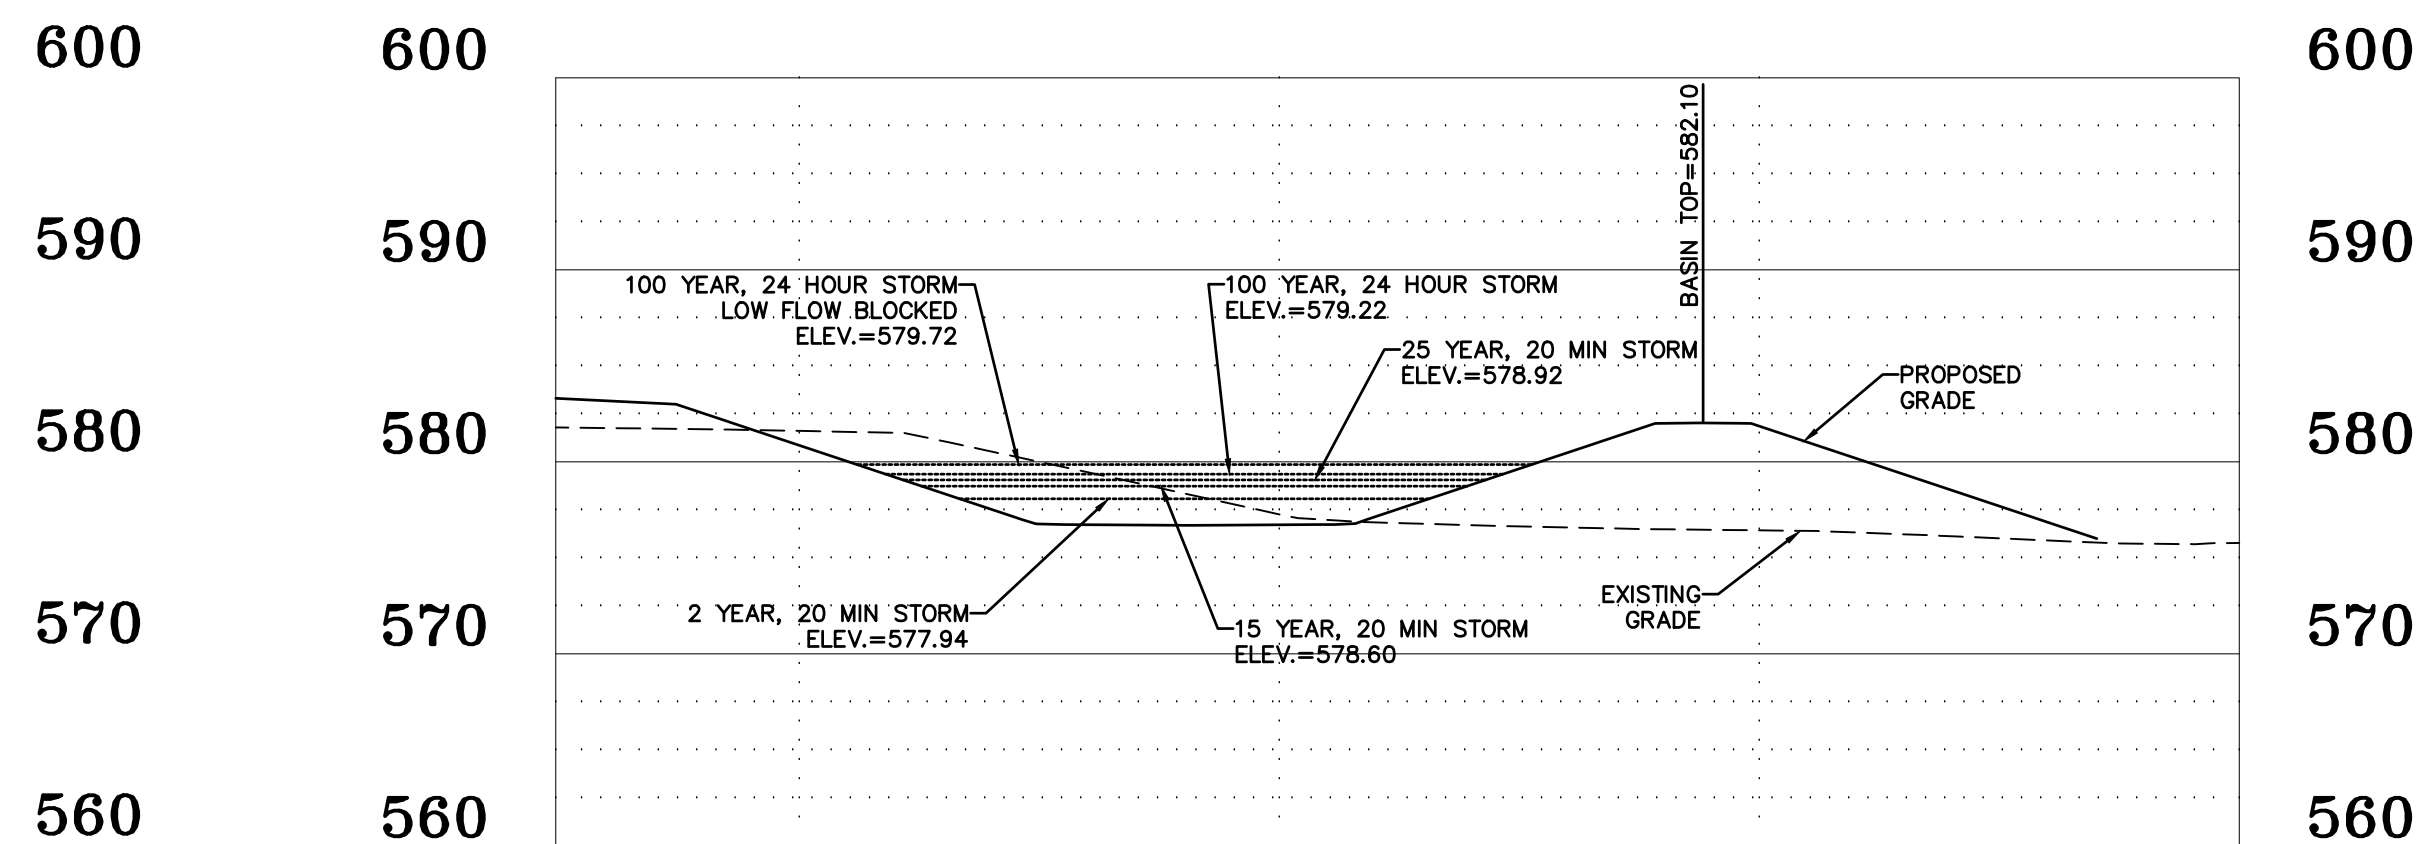 600 600 600
BASIN TOP=582.10
590 590 590
100 YEAR, 24 HOUR STORM
LOW FLOW BLOCKED
ELEV.=579.72
100 YEAR, 24 HOUR STORM
ELEV.=579.22
25 YEAR, 20 MIN STORM
ELEV.=578.92
PROPOSED
GRADE
580 580 580
2 YEAR, 20 MIN STORM
ELEV.=577.94
15 YEAR, 20 MIN STORM
ELEV.=578.60
EXISTING
GRADE
570 570 570
560 560 560